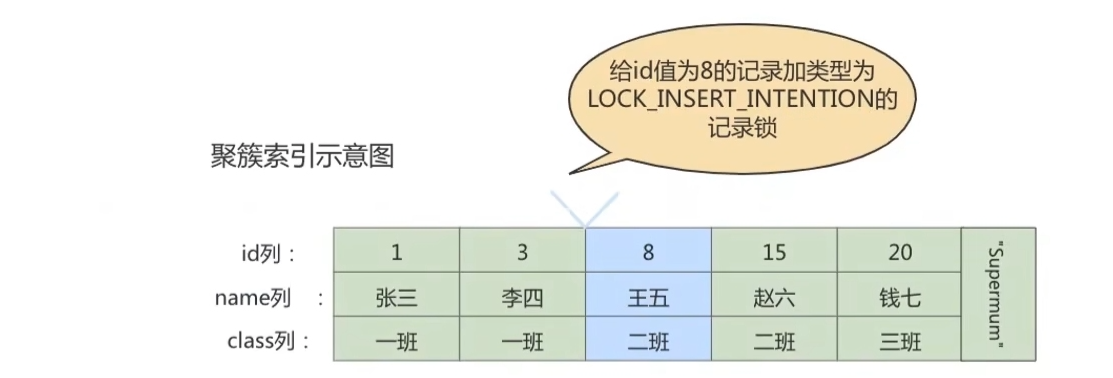 给id值为8的记录加类型为
LOCK_INSERT_INTENTION的
记录锁
聚簇索引示意图
id列： 1 3 8 15 20 "Supermum"
name列 ： 张三 李四 王五 赵六 钱七
class列： 一班 一班 二班 二班 三班